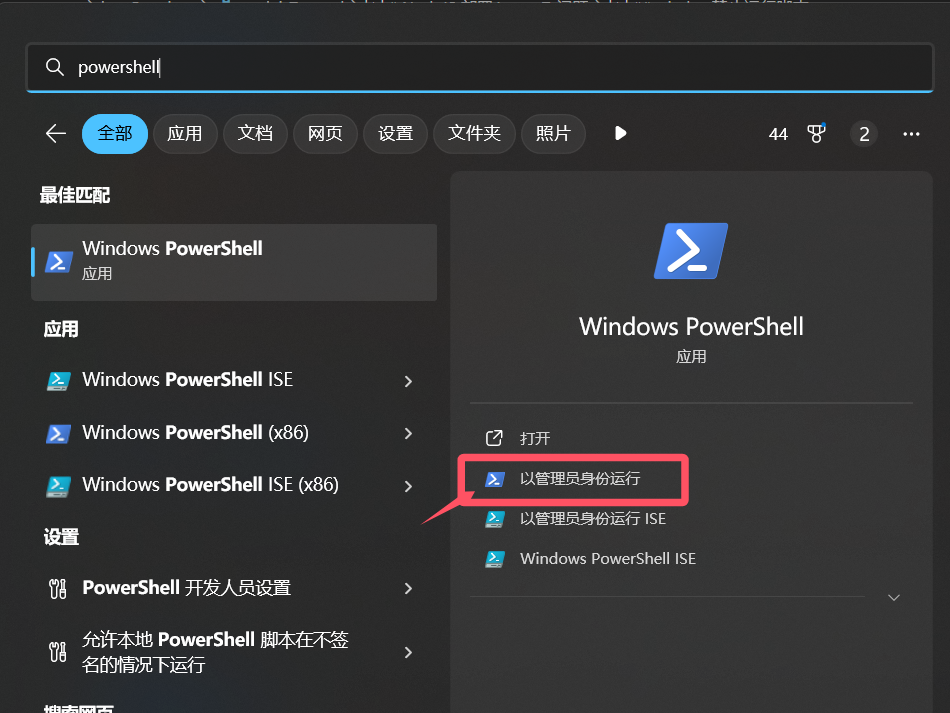 powershell
全部
应用
文档
网页
设置
文件夹
照片
44
2
最佳匹配
Windows PowerShell
应用
应用
Windows PowerShell ISE
Windows PowerShell (x86)
Windows PowerShell ISE (x86)
设置
PowerShell 开发人员设置
允许本地 PowerShell 脚本在不签
名的情况下运行
搜索网页
Windows PowerShell
应用
打开
以管理员身份运行
以管理员身份运行 ISE
Windows PowerShell ISE